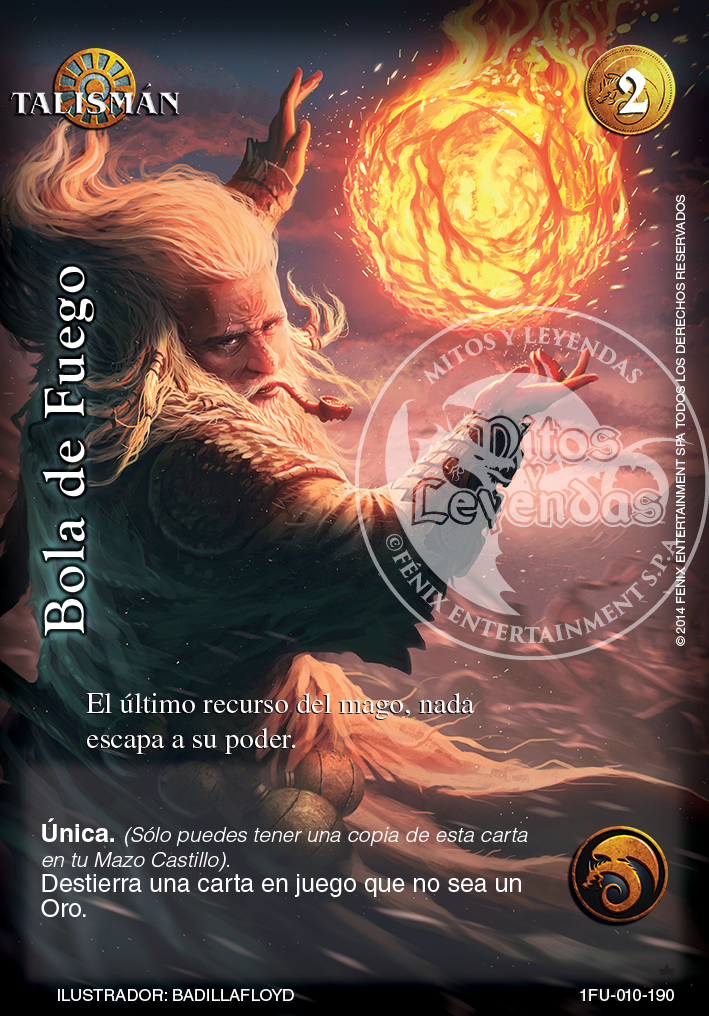 TALISMÁN
2
Bola de Fuego
MITOS Y LEYENDAS
Mitos
y
Leyendas
© FÉNIX ENTERTAINMENT S.P.A.
© 2014 FENIX ENTERTAINMENT SPA TODOS LOS DERECHOS RESERVADOS
El último recurso del mago, nada
escapa a su poder.
Única. (Sólo puedes tener una copia de esta carta
en tu Mazo Castillo).
Destierra una carta en juego que no sea un
Oro.
ILUSTRADOR: BADILLAFLOYD
1FU-010-190